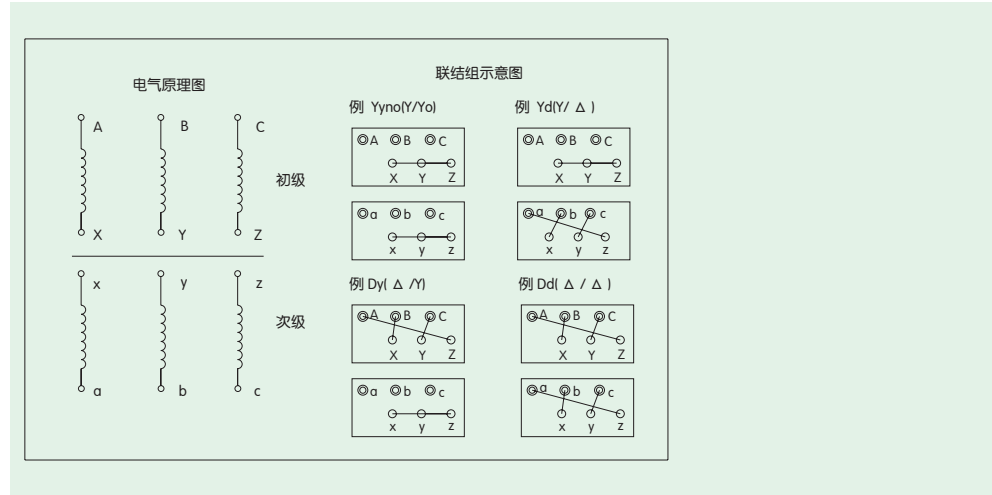 电气原理图
A B C
初级
X Y Z
x y z
次级
a b c
联结组示意图
例 Yyno(Y/Yo)
A B C
X Y Z
a b c
x y z
例 Yd(Y/ Δ )
A B C
X Y Z
a b c
x y z
例 Dy( Δ /Y)
A B C
X Y Z
a b c
x y z
例 Dd( Δ / Δ )
A B C
X Y Z
a b c
x y z